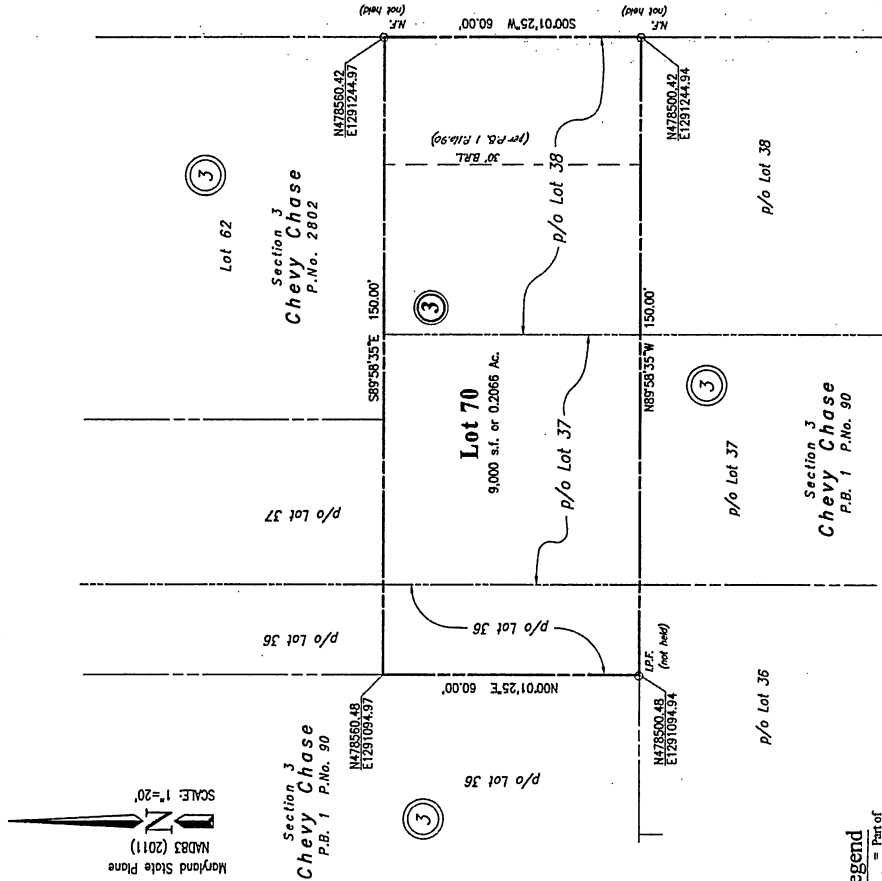 N.F.
(not held)
S00°01'25"W 60.00'
N.F.
(not held)
N478560.42
E1291244.97
N478500.42
E1291244.94
30' B.R.L.
(per P.B. 1 P.No.90)
p/o Lot 38
p/o Lot 38
3
Lot 62
Section 3
Chevy Chase
P.No. 2802
S89°58'35"E 150.00'
3
N89°58'35"W 150.00'
Lot 70
9,000 s.f. or 0.2066 Ac.
p/o Lot 37
p/o Lot 37
3
p/o Lot 37
Section 3
Chevy Chase
P.B. 1 P.No. 90
p/o Lot 36
p/o Lot 36
I.P.F.
(not held)
N00°01'25"E 60.00'
N478560.48
E1291094.97
N478500.48
E1291094.94
p/o Lot 36
Section 3
Chevy Chase
P.B. 1 P.No. 90
3
p/o Lot 36
Maryland State Plane
NAD83 (2011)
N
SCALE: 1"=20'
egend
= Part of